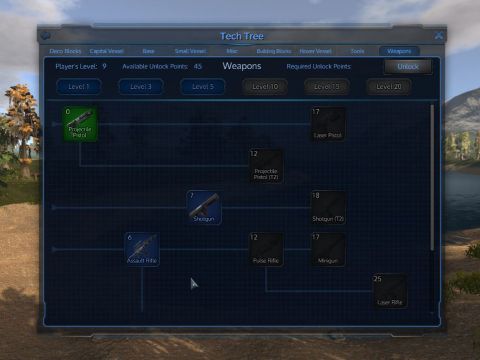 Tech Tree
Deco Blocks Capital Vessel Base Small Vessel Misc Building Blocks Hover Vessel Tools Weapons
Player's Level: 9 Available Unlock Points: 45 Weapons Required Unlock Points: Unlock
Level 1 Level 3 Level 5 Level 10 Level 15 Level 20
0 Projectile Pistol
17 Laser Pistol
12 Projectile Pistol (T2)
7 Shotgun
18 Shotgun (T2)
6 Assault Rifle
12 Pulse Rifle
17 Minigun
25 Laser Rifle